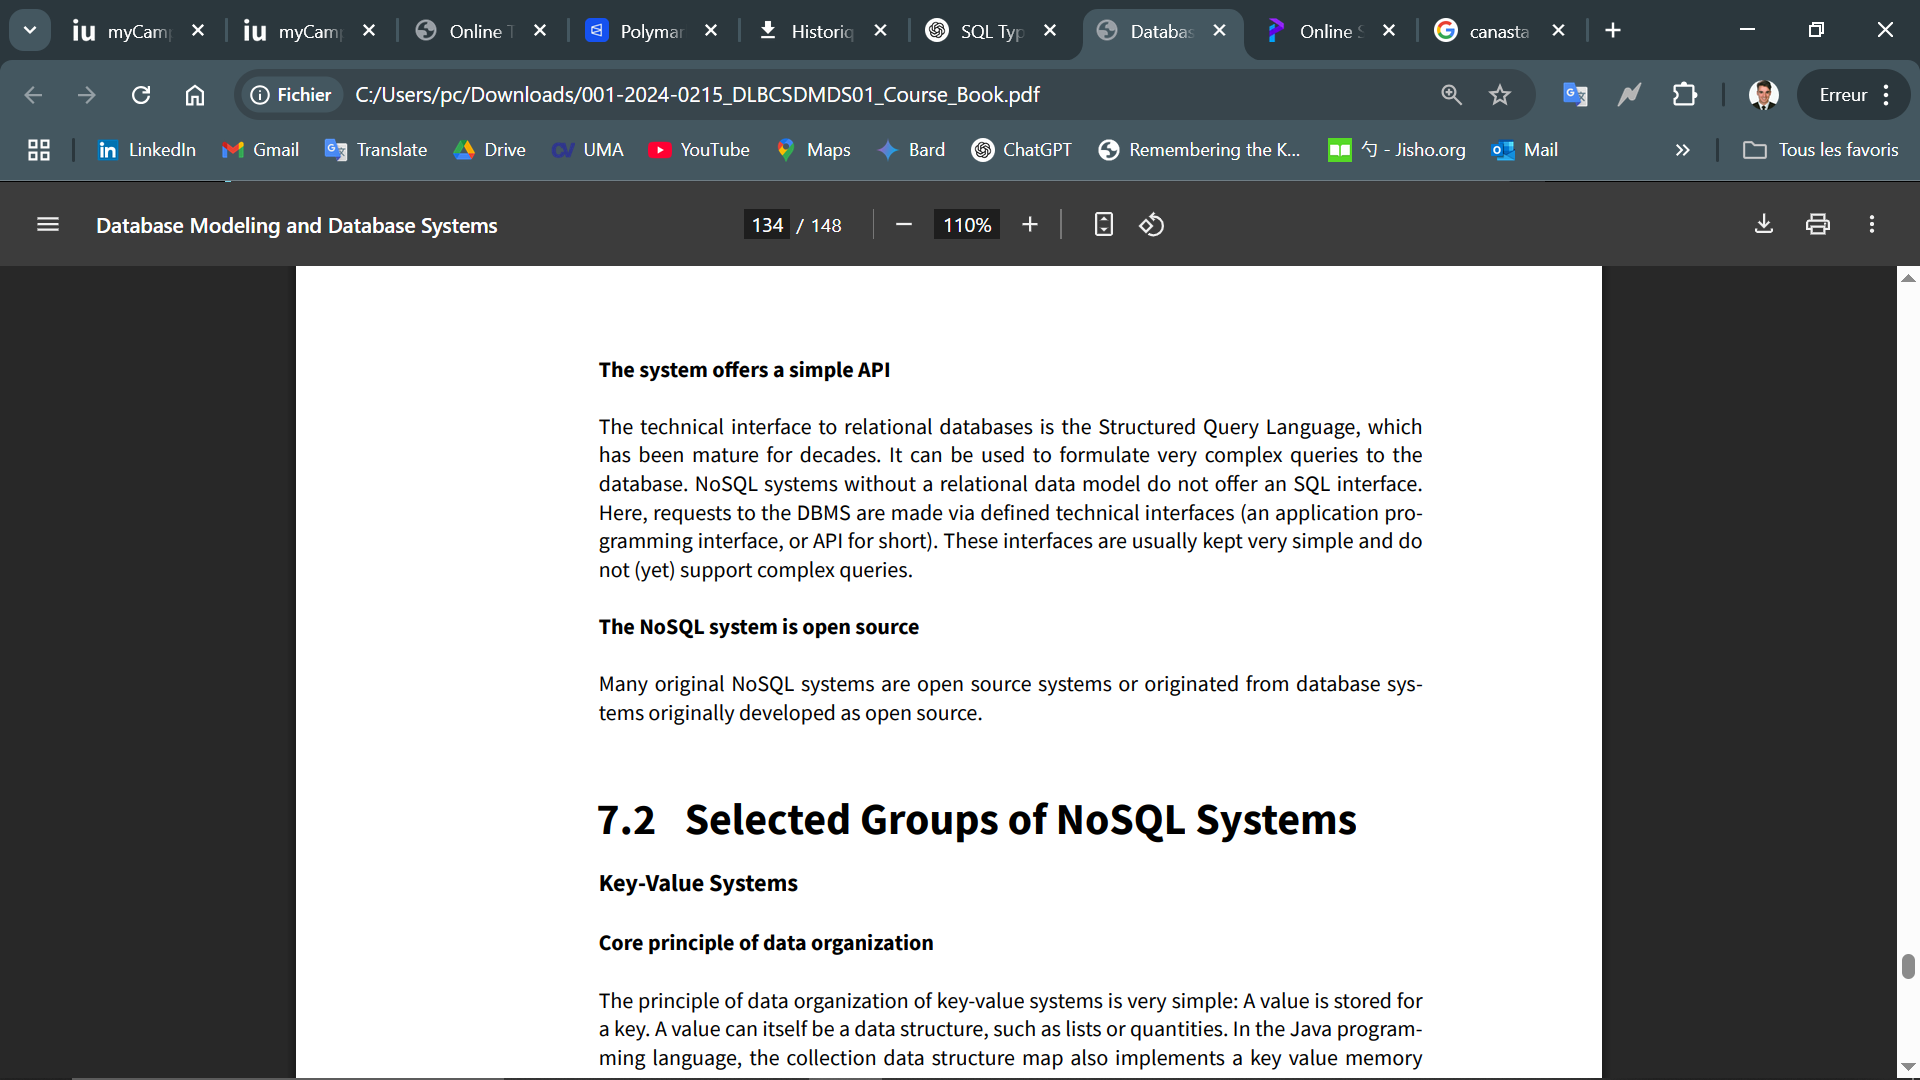 myCam
myCam
Online T
Polymar
Historiq
SQL Typ
Databas
Online S
canasta
Fichier
C:/Users/pc/Downloads/001-2024-0215_DLBCSDMDS01_Course_Book.pdf
Erreur
LinkedIn
Gmail
Translate
Drive
UMA
YouTube
Maps
Bard
ChatGPT
Remembering the K...
勺 - Jisho.org
Mail
Tous les favoris
Database Modeling and Database Systems
134 / 148
110%
The system offers a simple API
The technical interface to relational databases is the Structured Query Language, which
has been mature for decades. It can be used to formulate very complex queries to the
database. NoSQL systems without a relational data model do not offer an SQL interface.
Here, requests to the DBMS are made via defined technical interfaces (an application pro-
gramming interface, or API for short). These interfaces are usually kept very simple and do
not (yet) support complex queries.
The NoSQL system is open source
Many original NoSQL systems are open source systems or originated from database sys-
tems originally developed as open source.
7.2 Selected Groups of NoSQL Systems
Key-Value Systems
Core principle of data organization
The principle of data organization of key-value systems is very simple: A value is stored for
a key. A value can itself be a data structure, such as lists or quantities. In the Java program-
ming language, the collection data structure map also implements a key value memory